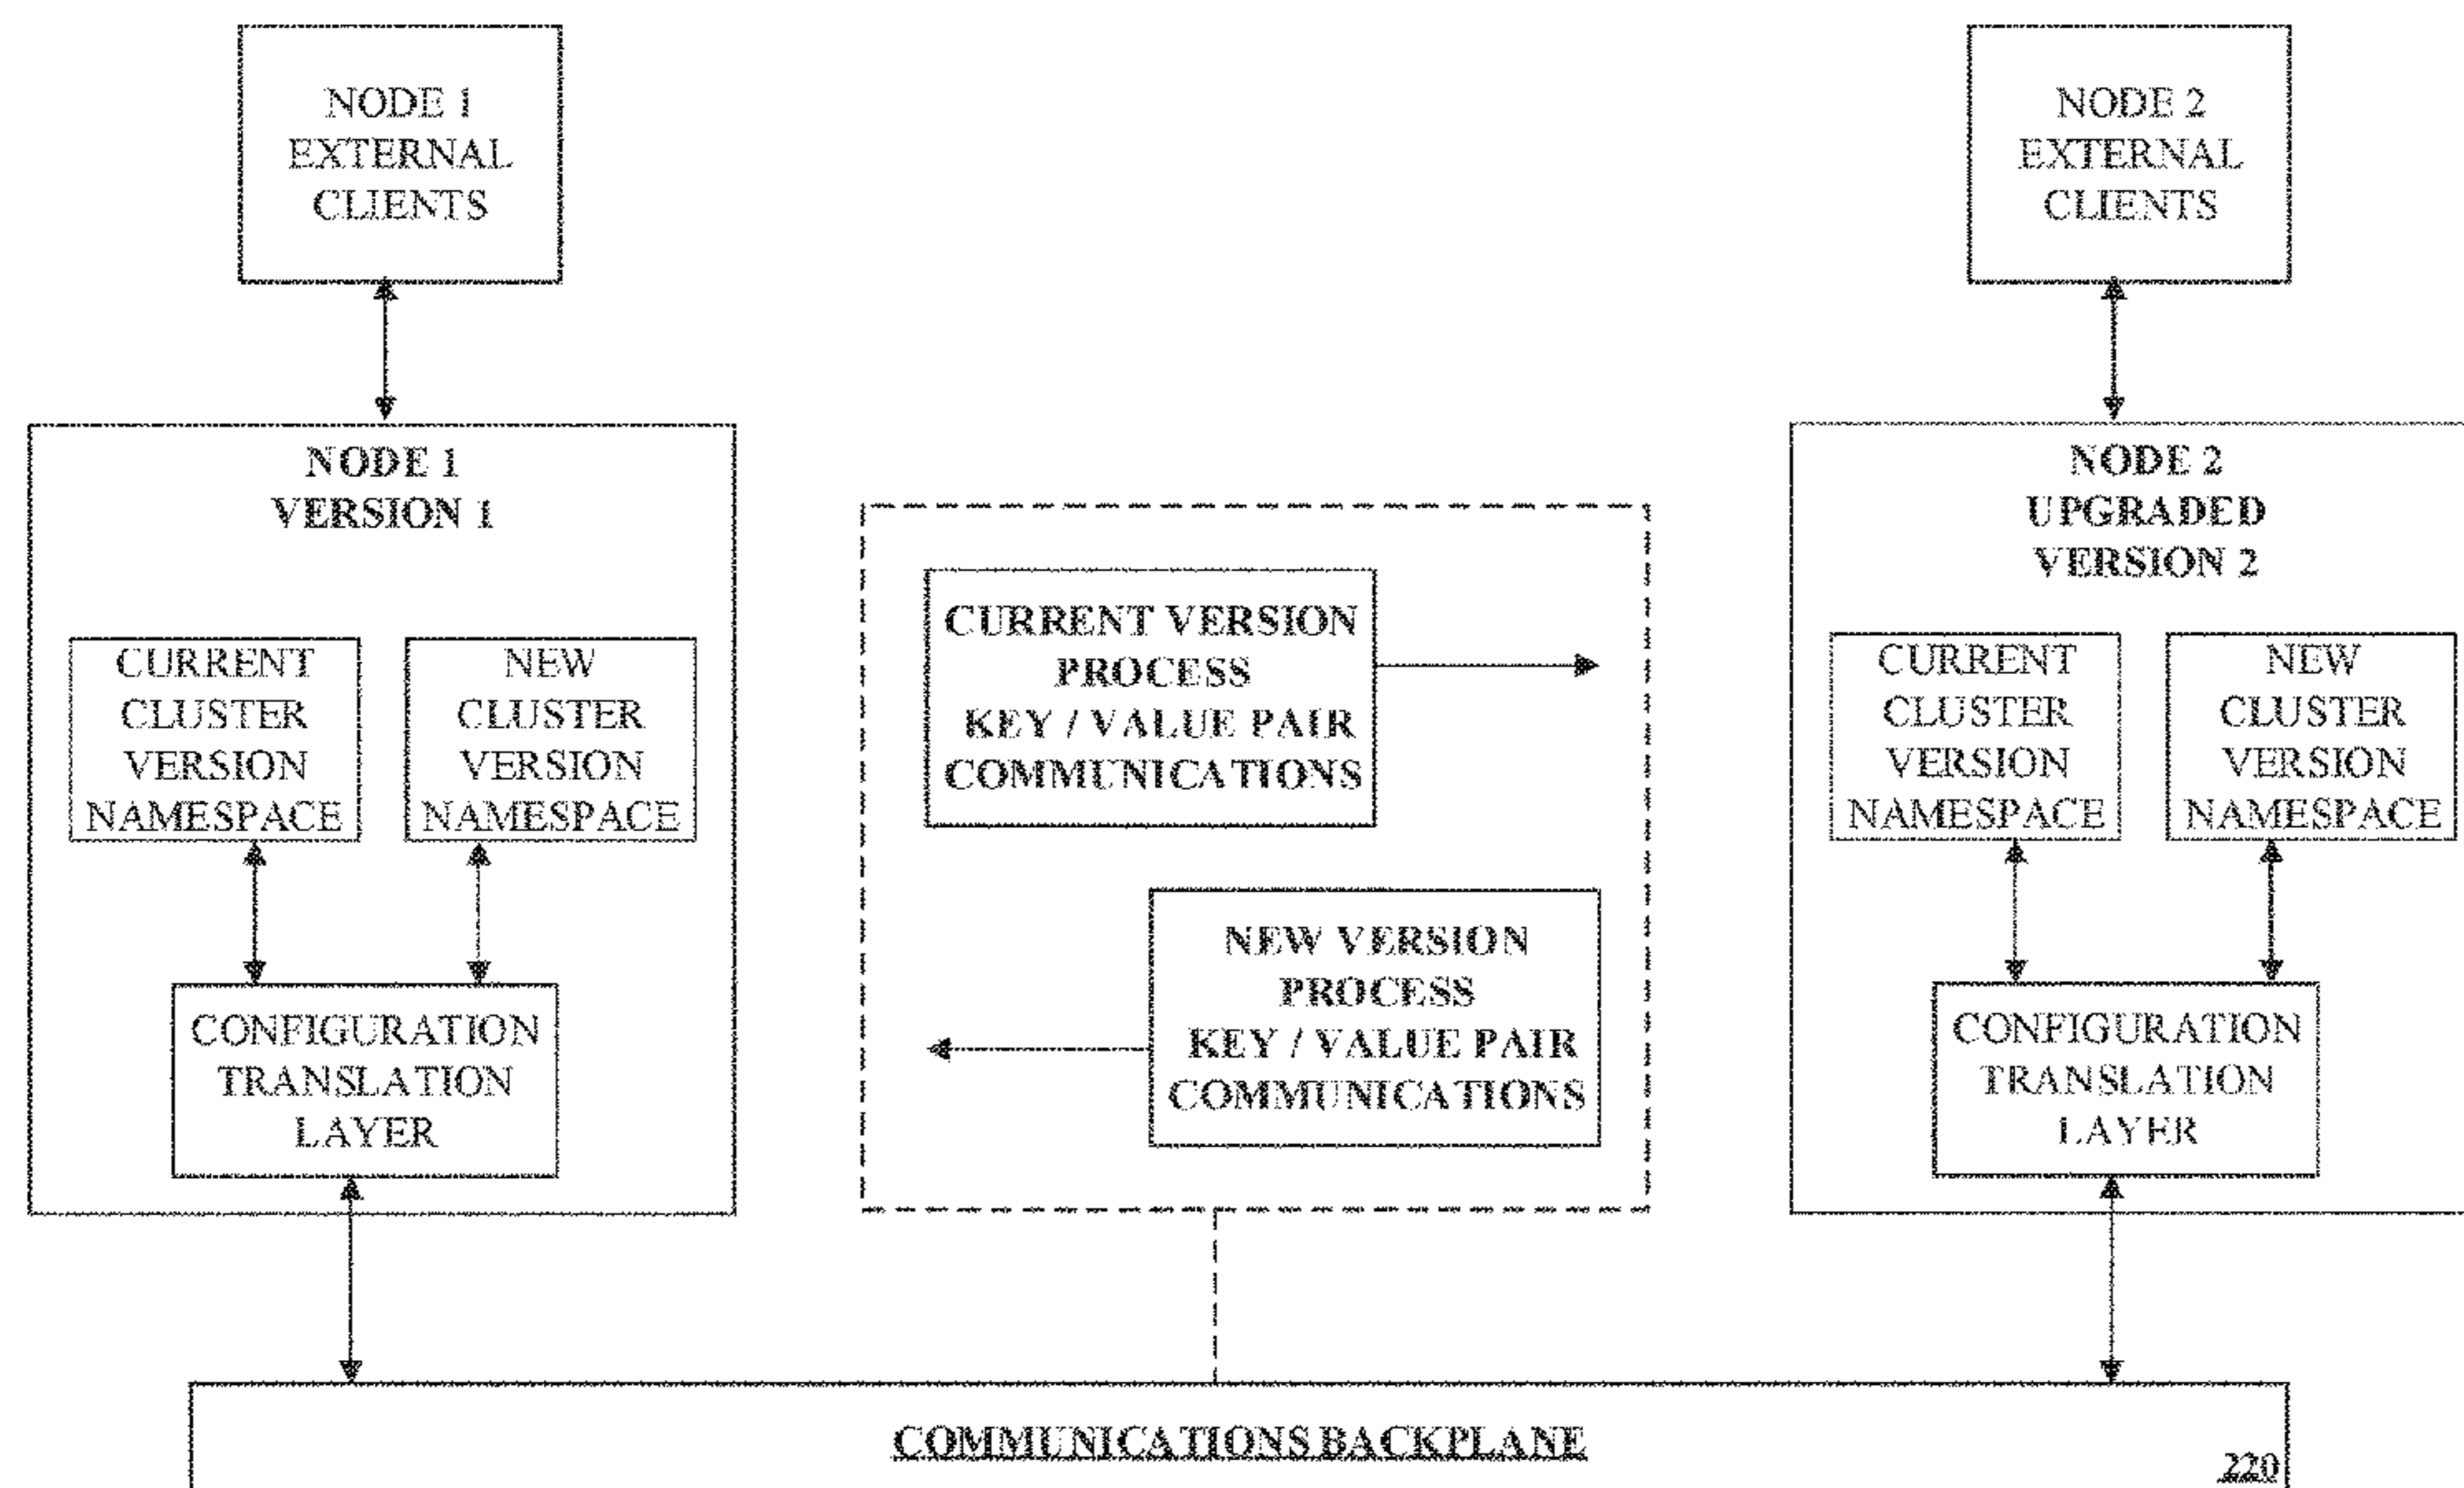 NODE 1
EXTERNAL
CLIENTS
NODE 2
EXTERNAL
CLIENTS
NODE 1
VERSION 1
CURRENT
CLUSTER
VERSION
NAMESPACE
NEW
CLUSTER
VERSION
NAMESPACE
CONFIGURATION
TRANSLATION
LAYER
CURRENT VERSION
PROCESS
KEY / VALUE PAIR
COMMUNICATIONS
NEW VERSION
PROCESS
KEY / VALUE PAIR
COMMUNICATIONS
NODE 2
UPGRADED
VERSION 2
CURRENT
CLUSTER
VERSION
NAMESPACE
NEW
CLUSTER
VERSION
NAMESPACE
CONFIGURATION
TRANSLATION
LAYER
COMMUNICATIONS BACKPLANE
220